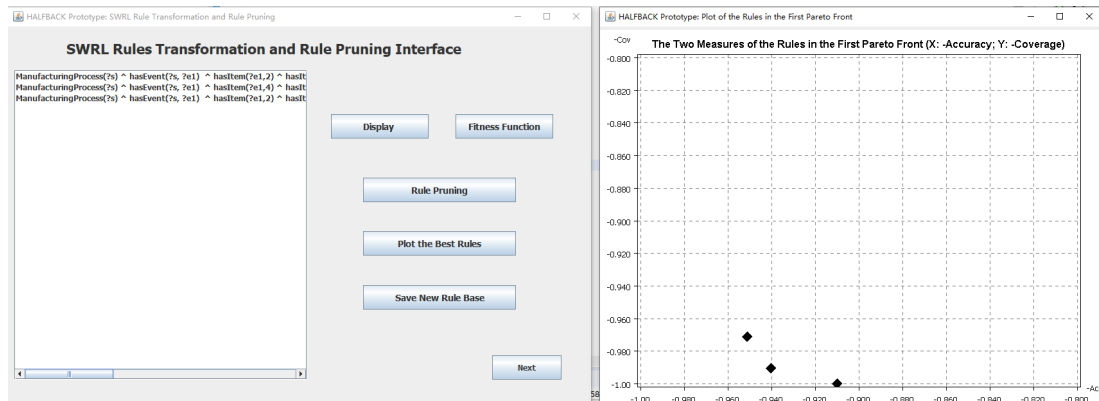 HALFBACK Prototype: SWRL Rule Transformation and Rule Pruning
SWRL Rules Transformation and Rule Pruning Interface
ManufacturingProcess(?s) ^ hasEvent(?s, ?e1) ^ hasItem(?e1,2) ^ hasIt
ManufacturingProcess(?s) ^ hasEvent(?s, ?e1) ^ hasItem(?e1,4) ^ hasIt
ManufacturingProcess(?s) ^ hasEvent(?s, ?e1) ^ hasItem(?e1,2) ^ hasIt
Display
Fitness Function
Rule Pruning
Plot the Best Rules
Save New Rule Base
Next
58
HALFBACK Prototype: Plot of the Rules in the First Pareto Front
-Cov
The Two Measures of the Rules in the First Pareto Front (X: -Accuracy; Y: -Coverage)
-0.800
-0.820
-0.840
-0.860
-0.880
-0.900
-0.920
-0.940
-0.960
-0.980
-1.00
-Ac
-1.00 -0.980 -0.960 -0.940 -0.920 -0.900 -0.880 -0.860 -0.840 -0.820 -0.800